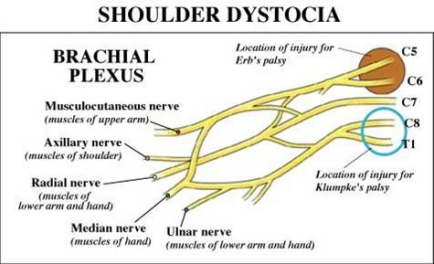 SHOULDER DYSTOCIA
BRACHIAL
PLEXUS
Location of injury for
Erb's palsy
C5
C6
C7
C8
T1
Musculocutaneous nerve
(muscles of upper arm)
Axillary nerve
(muscles of shoulder)
Radial nerve
(muscles of
lower arm and hand)
Median nerve
(muscles of hand)
Ulnar nerve
(muscles of lower arm and hand)
Location of injury for
Klumpke's palsy